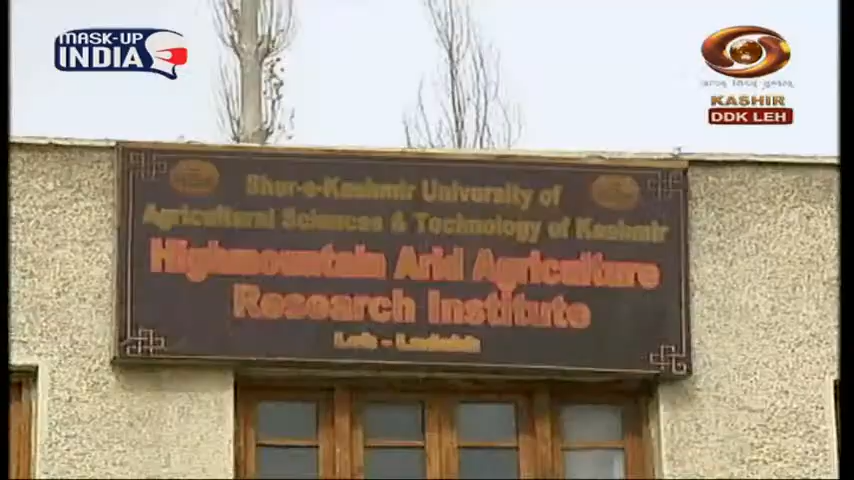 MASK-UP
INDIA
KASHIR
DDK LEH
Sher-e-Kashmir University of
Agricultural Sciences & Technology of Kashmir
Highmountain Arid Agriculture
Research Institute
Leh - Ladakh